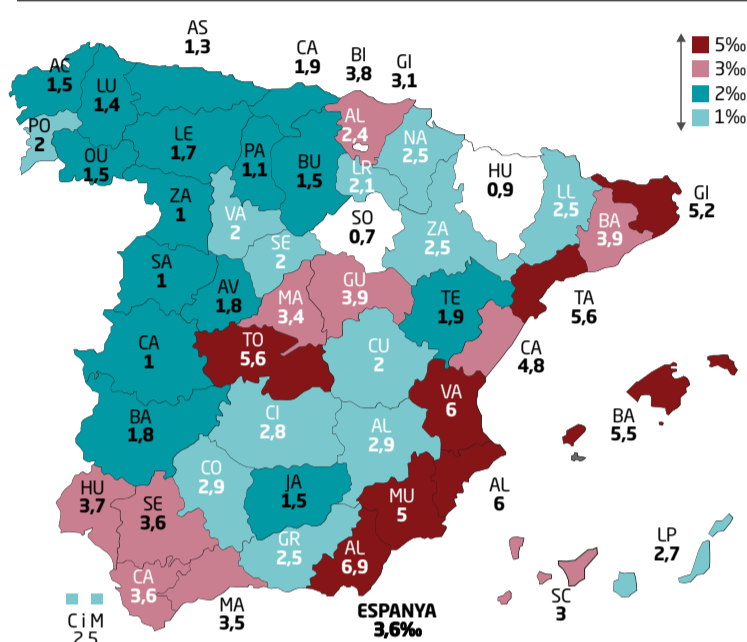 AS
1,3
CA
1,9
BI
3,8
GI
3,1
5‰
3‰
2‰
1‰
AC
1,5
LU
1,4
PO
2
OU
1,5
LE
1,7
PA
1,1
BU
1,5
AL
2,4
NA
2,5
LR
2,1
HU
0,9
LL
2,5
GI
5,2
BA
3,9
ZA
1
VA
2
SE
2
SO
0,7
ZA
2,5
SA
1
AV
1,8
MA
3,4
GU
3,9
TE
1,9
TA
5,6
CA
1
TO
5,6
CU
2
CA
4,8
BA
1,8
CI
2,8
AL
2,9
VA
6
BA
5,5
HU
3,7
SE
3,6
CO
2,9
JA
1,5
MU
5
AL
6
CA
3,6
MA
3,5
GR
2,5
AL
6,9
LP
2,7
SC
3
C i M
2,5
ESPANYA
3,6‰